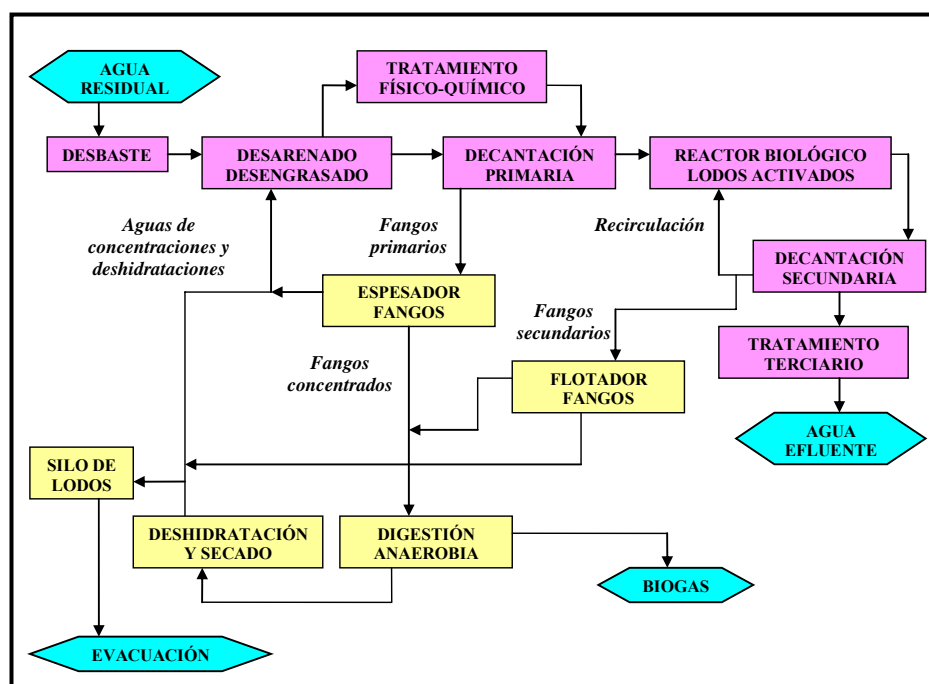 AGUA
RESIDUAL
TRATAMIENTO
FÍSICO-QUÍMICO
DESBASTE
DESARENADO
DESENGRASADO
DECANTACIÓN
PRIMARIA
REACTOR BIOLÓGICO
LODOS ACTIVADOS
Aguas de
concentraciones y
deshidrataciones
Fangos
primarios
Recirculación
DECANTACIÓN
SECUNDARIA
ESPESADOR
FANGOS
Fangos
secundarios
TRATAMIENTO
TERCIARIO
Fangos
concentrados
FLOTADOR
FANGOS
AGUA
EFLUENTE
SILO DE
LODOS
DESHIDRATACIÓN
Y SECADO
DIGESTIÓN
ANAEROBIA
BIOGAS
EVACUACIÓN